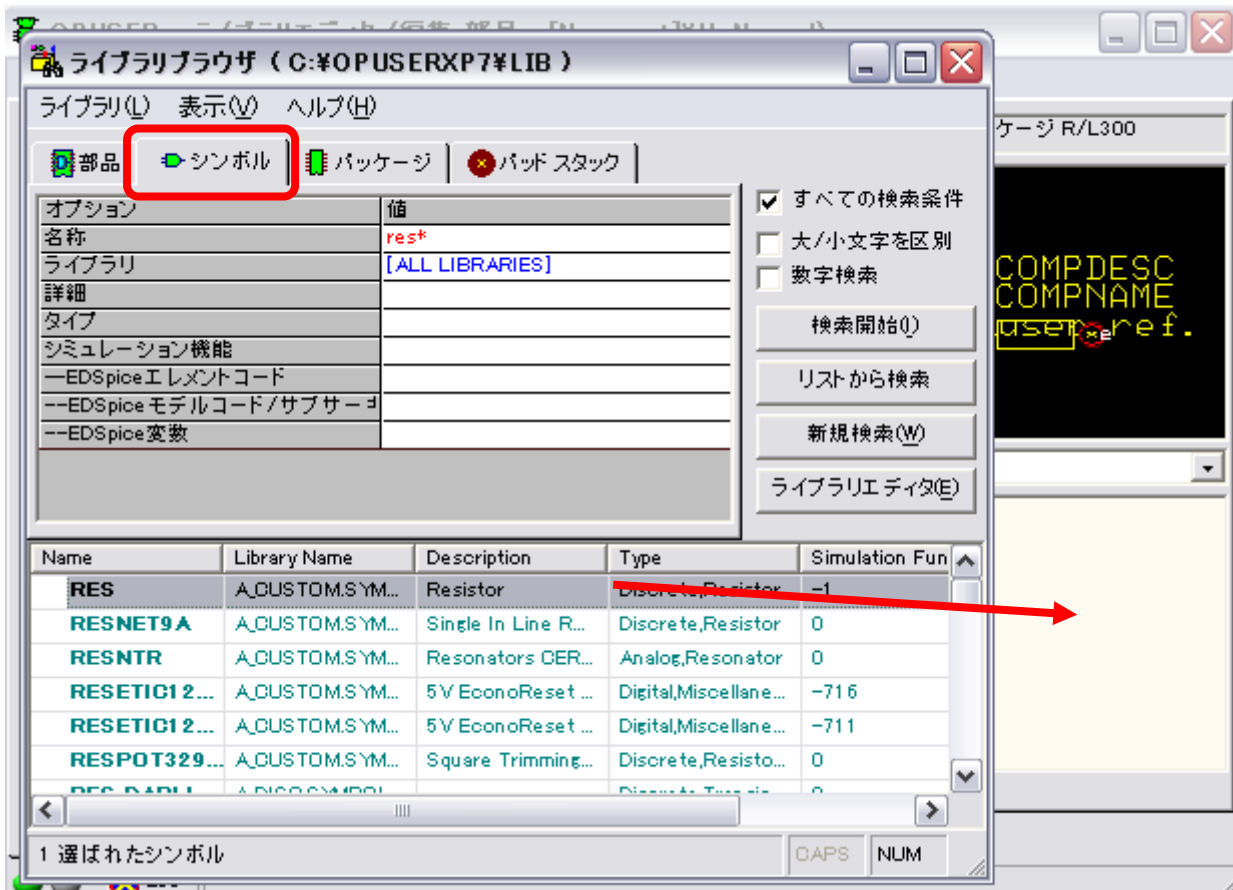 ライブラリブラウザ ( C:¥OPUSERXP7¥LIB )
ライブラリ(L) 表示(V) ヘルプ(H)
部品 シンボル パッケージ パッド スタック
オプション 値
名称 res*
ライブラリ [ALL LIBRARIES]
詳細
タイプ
シミュレーション機能
―EDSpiceエレメントコード
--EDSpiceモデルコード/サブサー
--EDSpice変数
すべての検索条件
大/小文字を区別
数字検索
検索開始(I)
リストから検索
新規検索(W)
ライブラリエディタ(E)
ケージ R/L300
COMPDESC
COMPNAME
user ref.
Name Library Name Description Type Simulation Fun
RES A_CUSTOM.SYM... Resistor Discrete,Resistor -1
RESNET9A A_CUSTOM.SYM... Single In Line R... Discrete,Resistor 0
RESNTR A_CUSTOM.SYM... Resonators CER... Analog,Resonator 0
RESETIC12... A_CUSTOM.SYM... 5V EconoReset ... Digital,Miscellane... -716
RESETIC12... A_CUSTOM.SYM... 5V EconoReset ... Digital,Miscellane... -711
RESPOT329... A_CUSTOM.SYM... Square Trimming... Discrete,Resisto... 0
1 選ばれたシンボル CAPS NUM